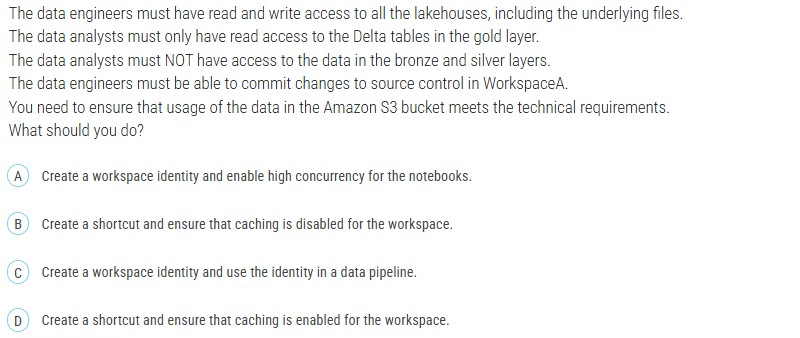 The data engineers must have read and write access to all the lakehouses, including the underlying files.
The data analysts must only have read access to the Delta tables in the gold layer.
The data analysts must NOT have access to the data in the bronze and silver layers.
The data engineers must be able to commit changes to source control in WorkspaceA.
You need to ensure that usage of the data in the Amazon S3 bucket meets the technical requirements.
What should you do?
A Create a workspace identity and enable high concurrency for the notebooks.
B Create a shortcut and ensure that caching is disabled for the workspace.
C Create a workspace identity and use the identity in a data pipeline.
D Create a shortcut and ensure that caching is enabled for the workspace.